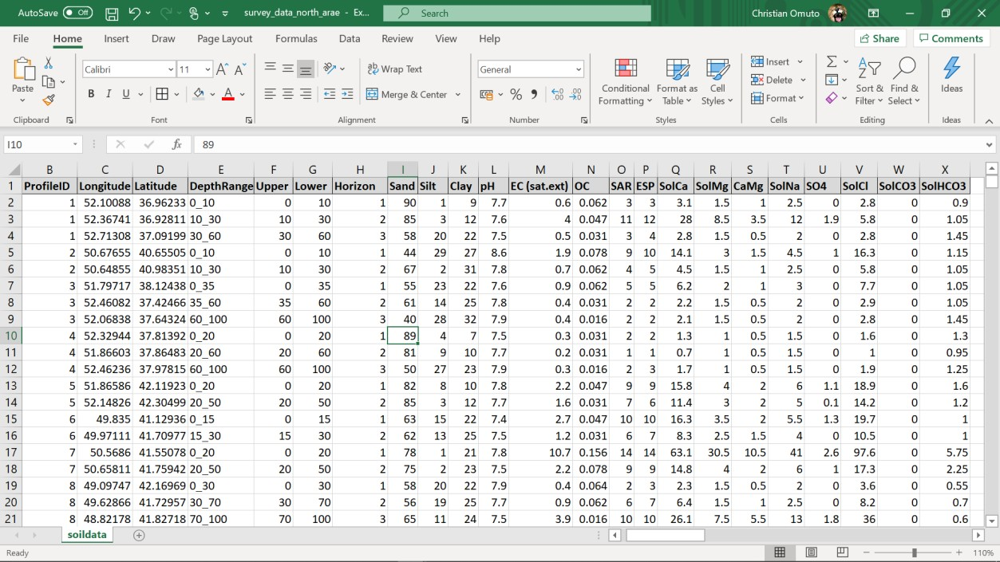 AutoSave Off survey_data_north_arae - Ex... Search Christian Omuto
File Home Insert Draw Page Layout Formulas Data Review View Help Share Comments
Paste Calibri 11 A A ab Wrap Text General Conditional Formatting Format as Table Cell Styles Insert Delete Format Sort & Filter Find & Select Ideas
B I U A Merge & Center % 9 .00 .00
Clipboard Font Alignment Number Styles Cells Editing Ideas
I10 fx 89
B C D E F G H I J K L M N O P Q R S T U V W X
1 ProfileID Longitude Latitude DepthRange Upper Lower Horizon Sand Silt Clay pH EC (sat.ext) OC SAR ESP SolCa SolMg CaMg SolNa SO4 SolCl SolCO3 SolHCO3
2 1 52.10088 36.96233 0_10 0 10 1 90 1 9 7.7 0.6 0.062 3 3 3.1 1.5 1 2.5 0 2.8 0 0.9
3 1 52.36741 36.92811 10_30 10 30 2 85 3 12 7.6 4 0.047 11 12 28 8.5 3.5 12 1.9 5.8 0 1.05
4 1 52.71308 37.09199 30_60 30 60 3 58 20 22 7.5 0.5 0.031 3 4 2.8 1.5 0.5 2 0 2.8 0 1.45
5 2 50.67655 40.65505 0_10 0 10 1 44 29 27 8.6 1.9 0.078 9 10 14.1 3 1.5 4.5 1 16.3 0 1.15
6 2 50.64855 40.98351 10_30 10 30 2 67 2 31 7.8 0.7 0.062 4 5 4.5 1.5 1 2.5 0 5.8 0 1.05
7 3 51.79717 38.12438 0_35 0 35 1 55 23 22 7.6 0.9 0.062 5 5 6.2 2 1 3 0 7.7 0 1.05
8 3 52.46082 37.42466 35_60 35 60 2 61 14 25 7.8 0.4 0.031 2 2 2.2 1.5 0.5 2 0 2.9 0 1.05
9 3 52.06838 37.64324 60_100 60 100 3 40 28 32 7.9 0.4 0.016 2 2 2.1 1.5 0.5 2 0 2.8 0 1.45
10 4 52.32944 37.81392 0_20 0 20 1 89 4 7 7.5 0.3 0.031 2 2 1.3 1 0.5 1.5 0 1.6 0 1.3
11 4 51.86603 37.86483 20_60 20 60 2 81 9 10 7.7 0.2 0.031 1 1 0.7 1 0.5 1.5 0 1 0 0.95
12 4 52.46236 37.97815 60_100 60 100 3 50 27 23 7.9 0.3 0.016 2 3 1.7 1 0.5 1.5 0 1.9 0 1.25
13 5 51.86586 42.11923 0_20 0 20 1 82 8 10 7.8 2.2 0.047 9 9 15.8 4 2 6 1.1 18.9 0 1.6
14 5 52.14826 42.30499 20_50 20 50 2 85 3 12 7.7 1.6 0.031 7 6 11.4 3 2 5 0.1 14.2 0 1.2
15 6 49.835 41.12936 0_15 0 15 1 63 15 22 7.4 2.7 0.047 10 10 16.3 3.5 2 5.5 1.3 19.7 0 1
16 6 49.97111 41.70977 15_30 15 30 2 62 13 25 7.5 1.2 0.031 6 7 8.3 2.5 1.5 4 0 10.5 0 1
17 7 50.5686 41.55078 0_20 0 20 1 78 1 21 7.8 10.7 0.156 14 14 63.1 30.5 10.5 41 2.6 97.6 0 5.75
18 7 50.65811 41.75942 20_50 20 50 2 75 2 23 7.5 2.2 0.078 9 9 14.8 4 2 6 1 17.3 0 2.25
19 8 49.09747 42.16969 0_30 0 30 1 58 20 22 7.9 0.4 0.064 2 3 2.3 1.5 0.5 2 0 3.6 0 0.55
20 8 49.62866 41.72957 30_70 30 70 2 56 19 25 7.7 0.9 0.062 6 7 6.4 1.5 1 2.5 0 8.2 0 0.7
21 8 48.82178 41.82718 70_100 70 100 3 65 11 24 7.5 3.9 0.016 10 10 26.1 7.5 5.5 13 1.8 36 0 0.6
soildata
Ready 110%